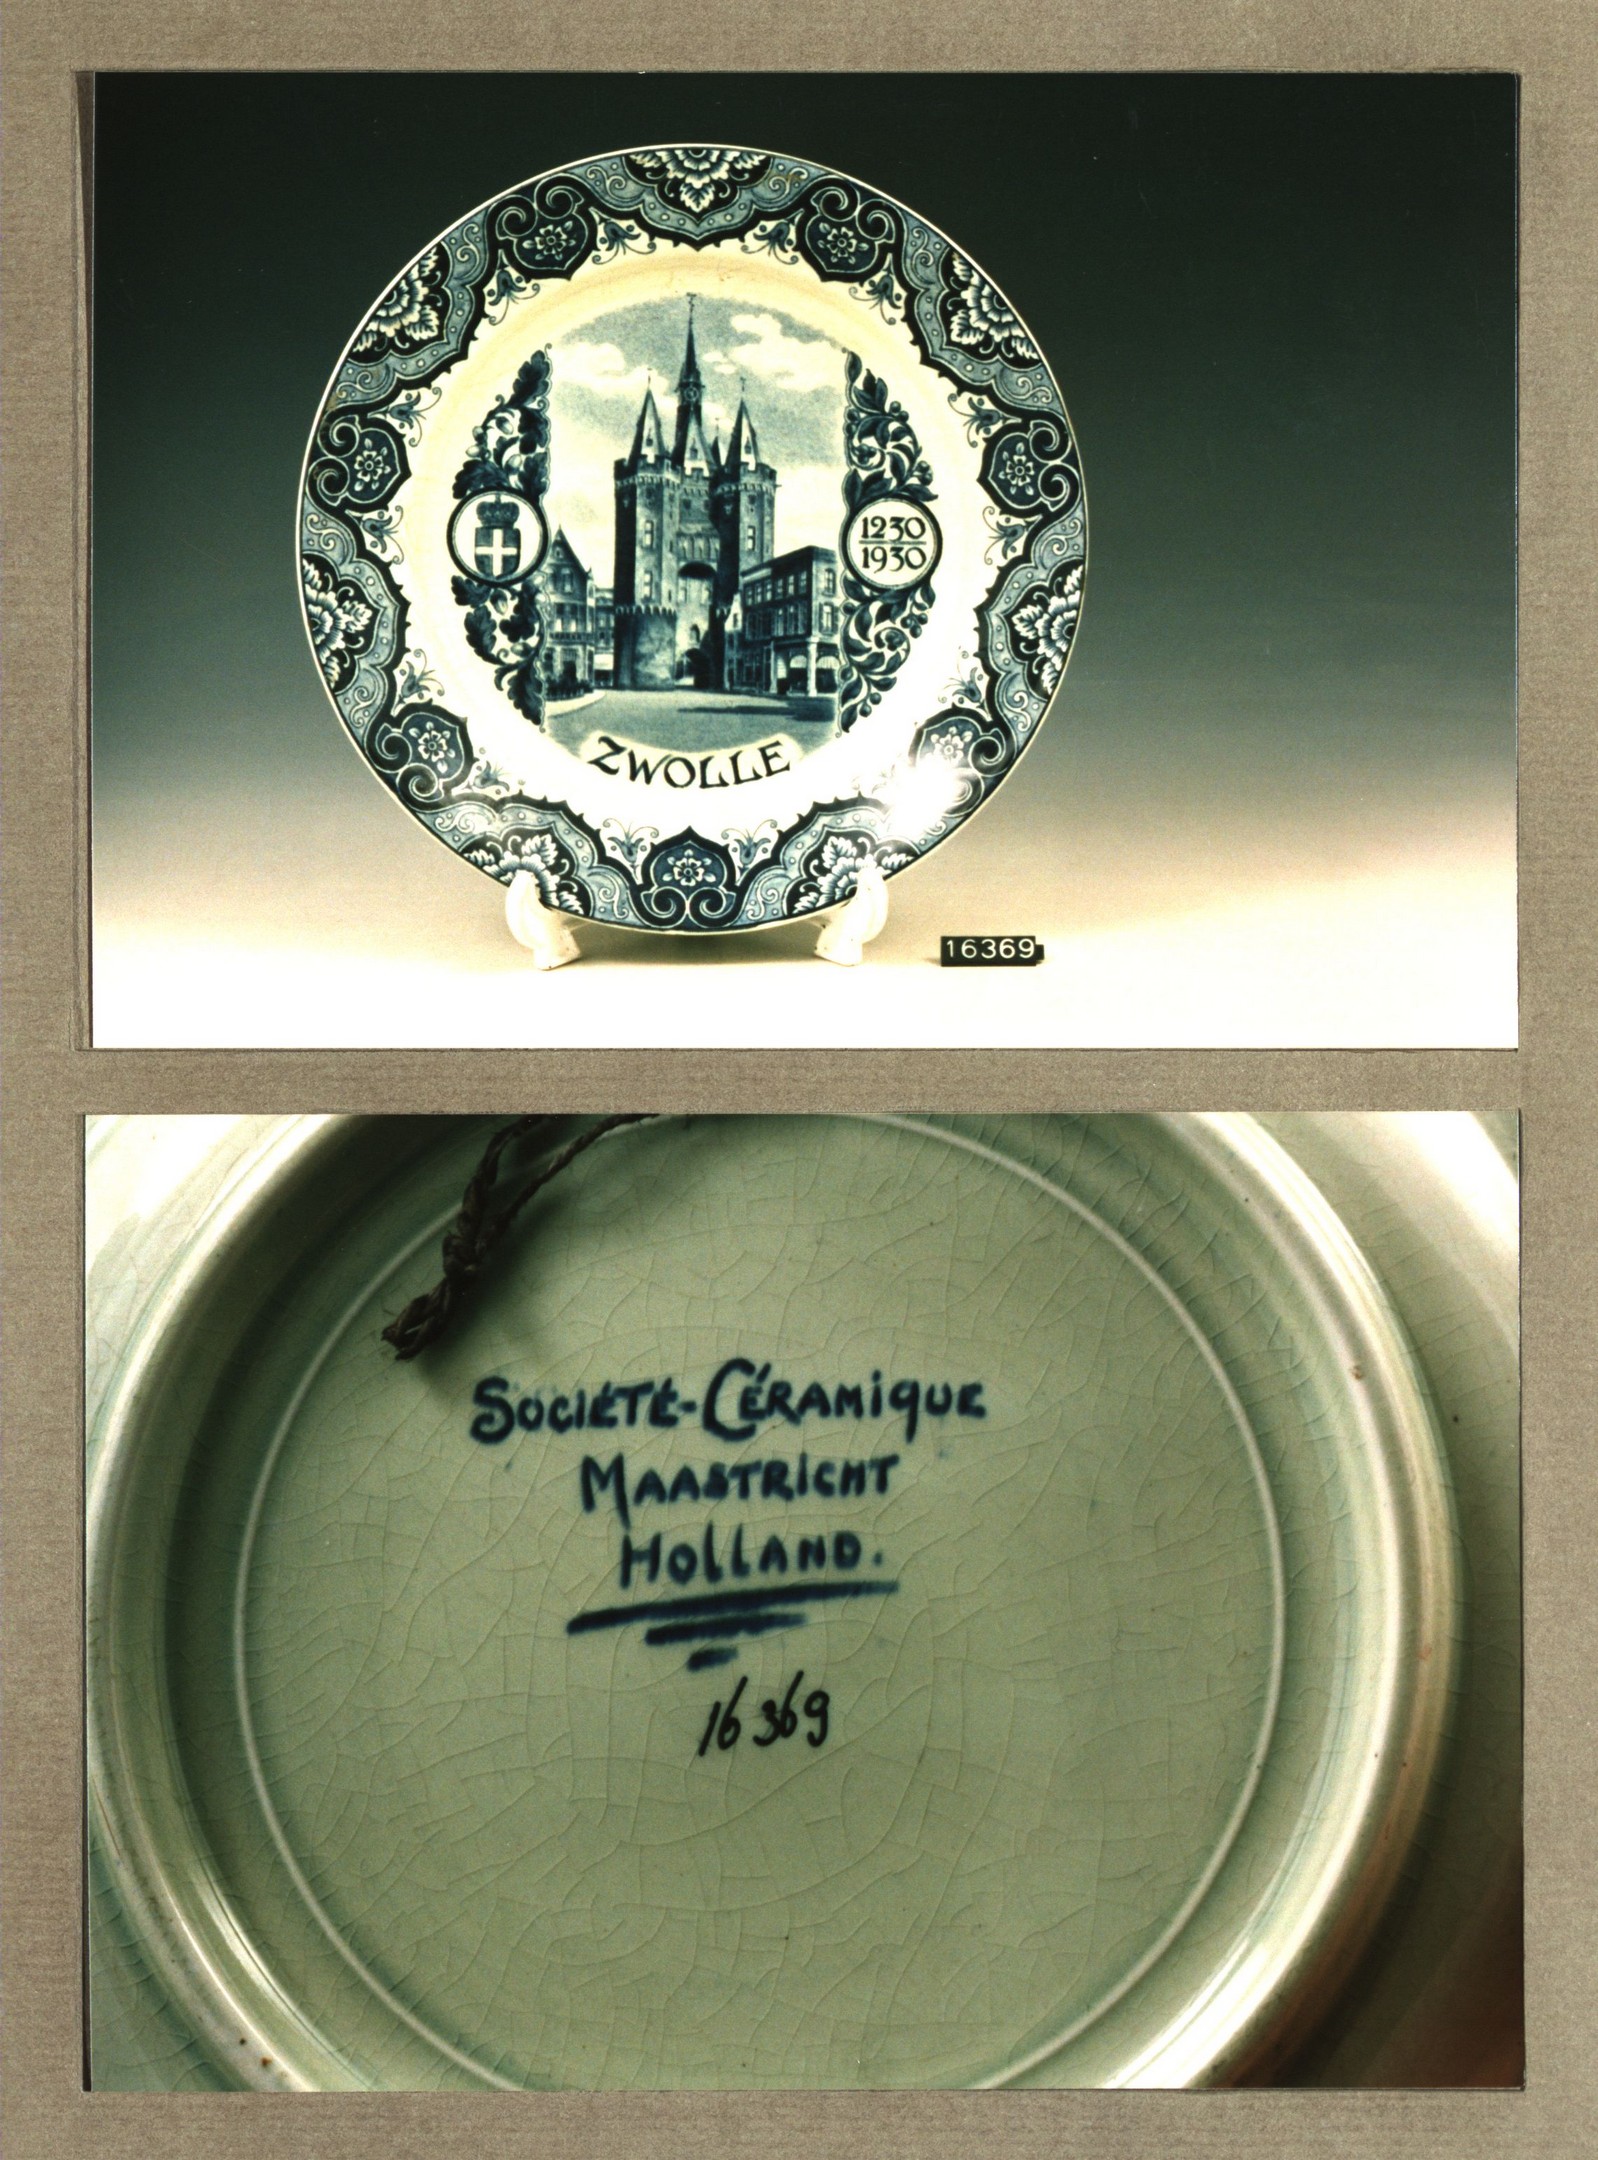 1230
1930
ZWOLLE
16369
SOCIÉTÉ-CÉRAMIQUE
MAASTRICHT
HOLLAND.
16369